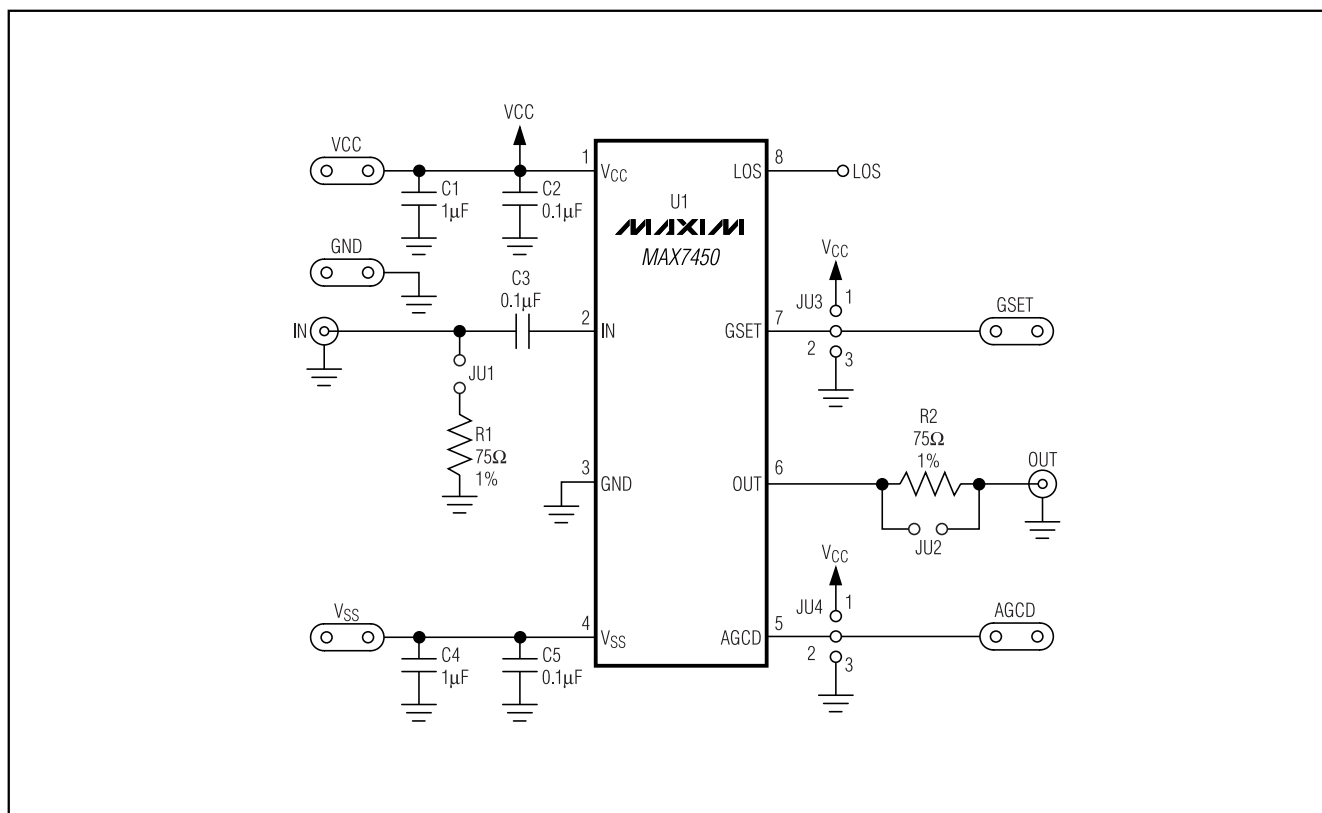 VCC
VCC
C1
1µF
C2
0.1µF
1
VCC
8
LOS
LOS
U1
MAXIM
MAX7450
GND
C3
0.1µF
IN
2
IN
JU1
R1
75Ω
1%
VCC
JU3
1
2
3
7
GSET
GSET
3
GND
6
OUT
R2
75Ω
1%
OUT
JU2
VSS
4
VSS
C4
1µF
C5
0.1µF
5
AGCD
VCC
JU4
1
2
3
AGCD